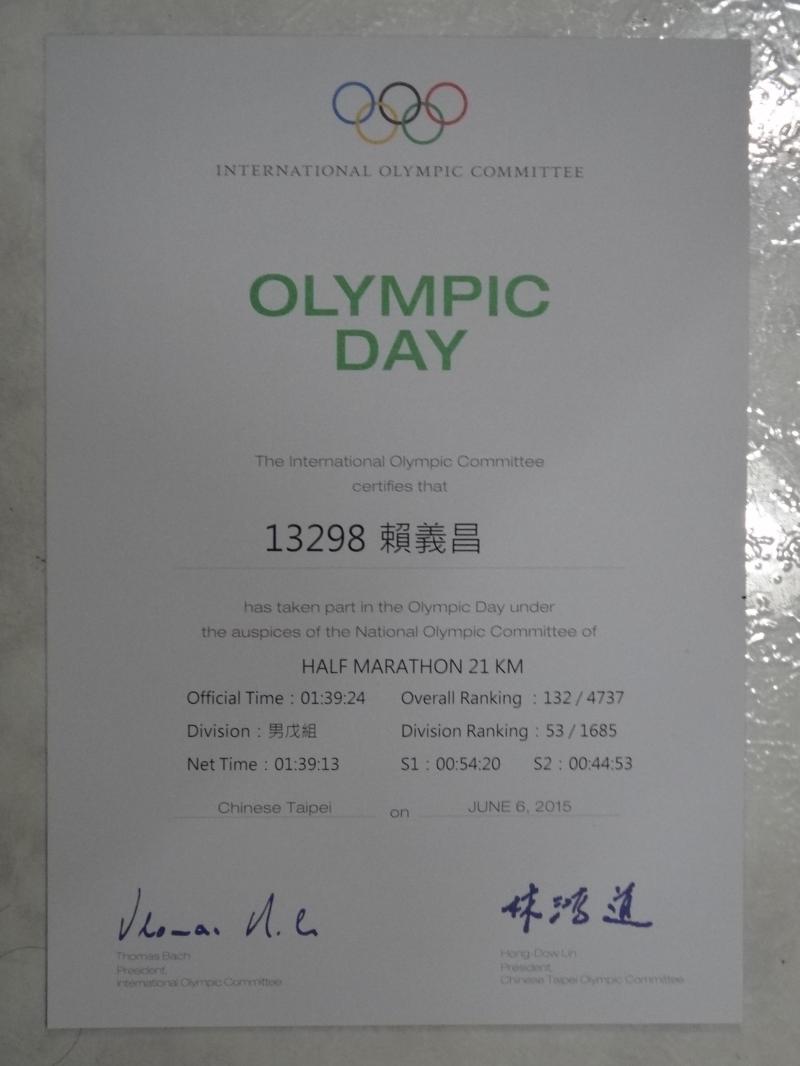 INTERNATIONAL OLYMPIC COMMITTEE
OLYMPIC
DAY
The International Olympic Committee
certifies that
13298 賴義昌
has taken part in the Olympic Day under
the auspices of the National Olympic Committee of
HALF MARATHON 21 KM
Official Time : 01:39:24 Overall Ranking : 132 / 4737
Division : 男戊組 Division Ranking : 53 / 1685
Net Time : 01:39:13 S1 : 00:54:20 S2 : 00:44:53
Chinese Taipei on JUNE 6, 2015
林鴻道
Thomas Bach
President,
International Olympic Committee
Hong-Dow Lin
President,
Chinese Taipei Olympic Committee